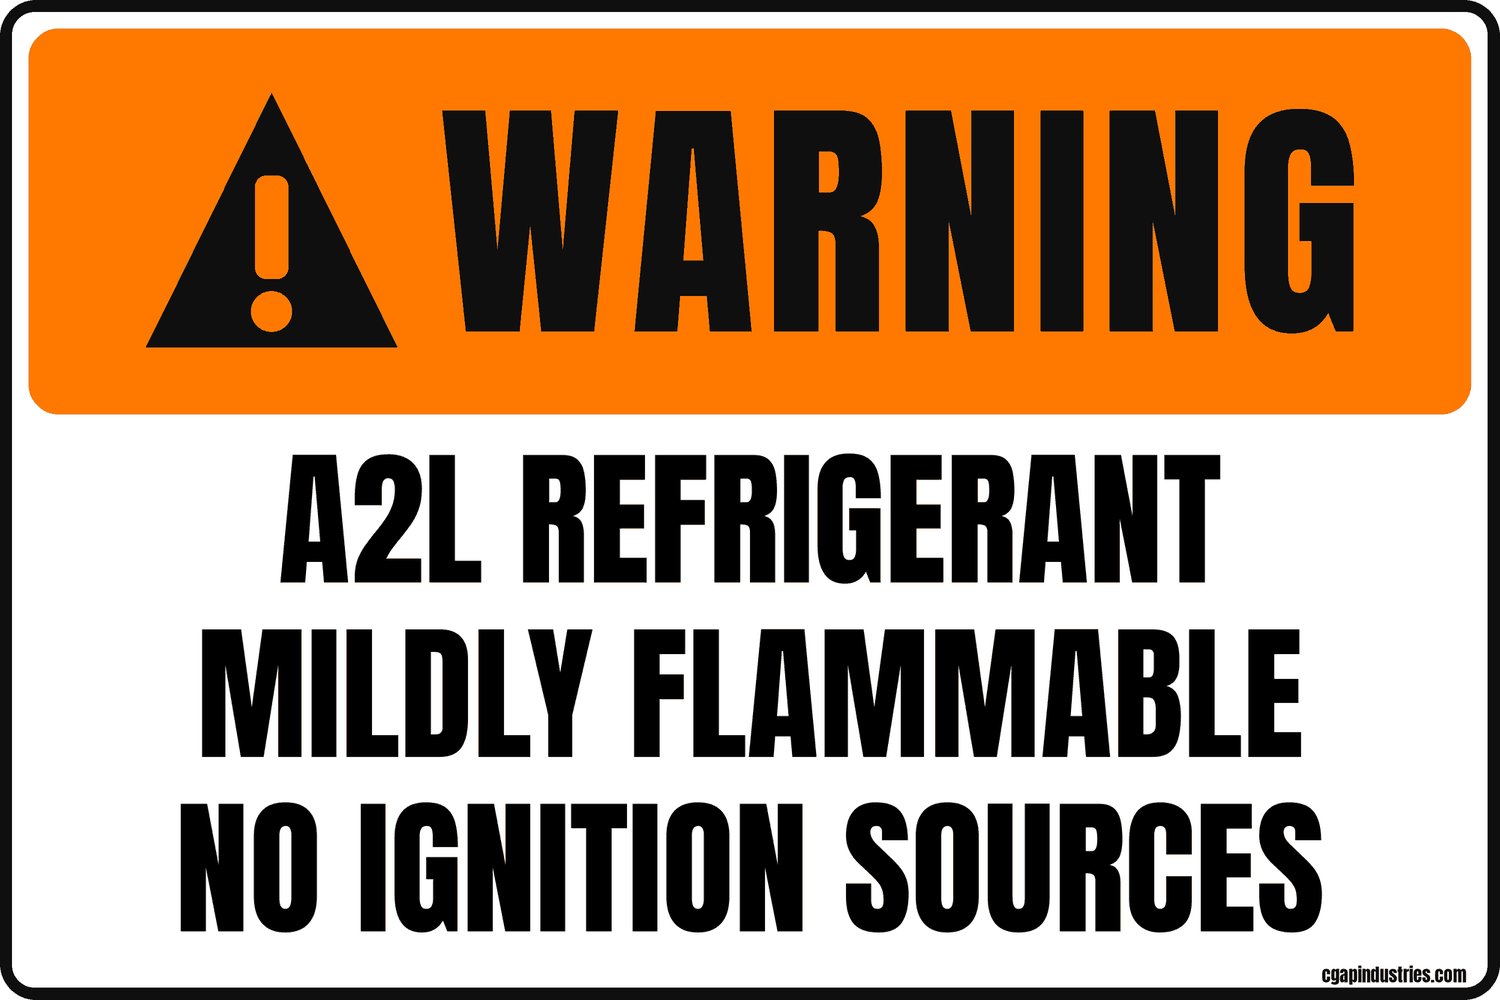 WARNING
A2L REFRIGERANT
MILDLY FLAMMABLE
NO IGNITION SOURCES
cgapindustries.com